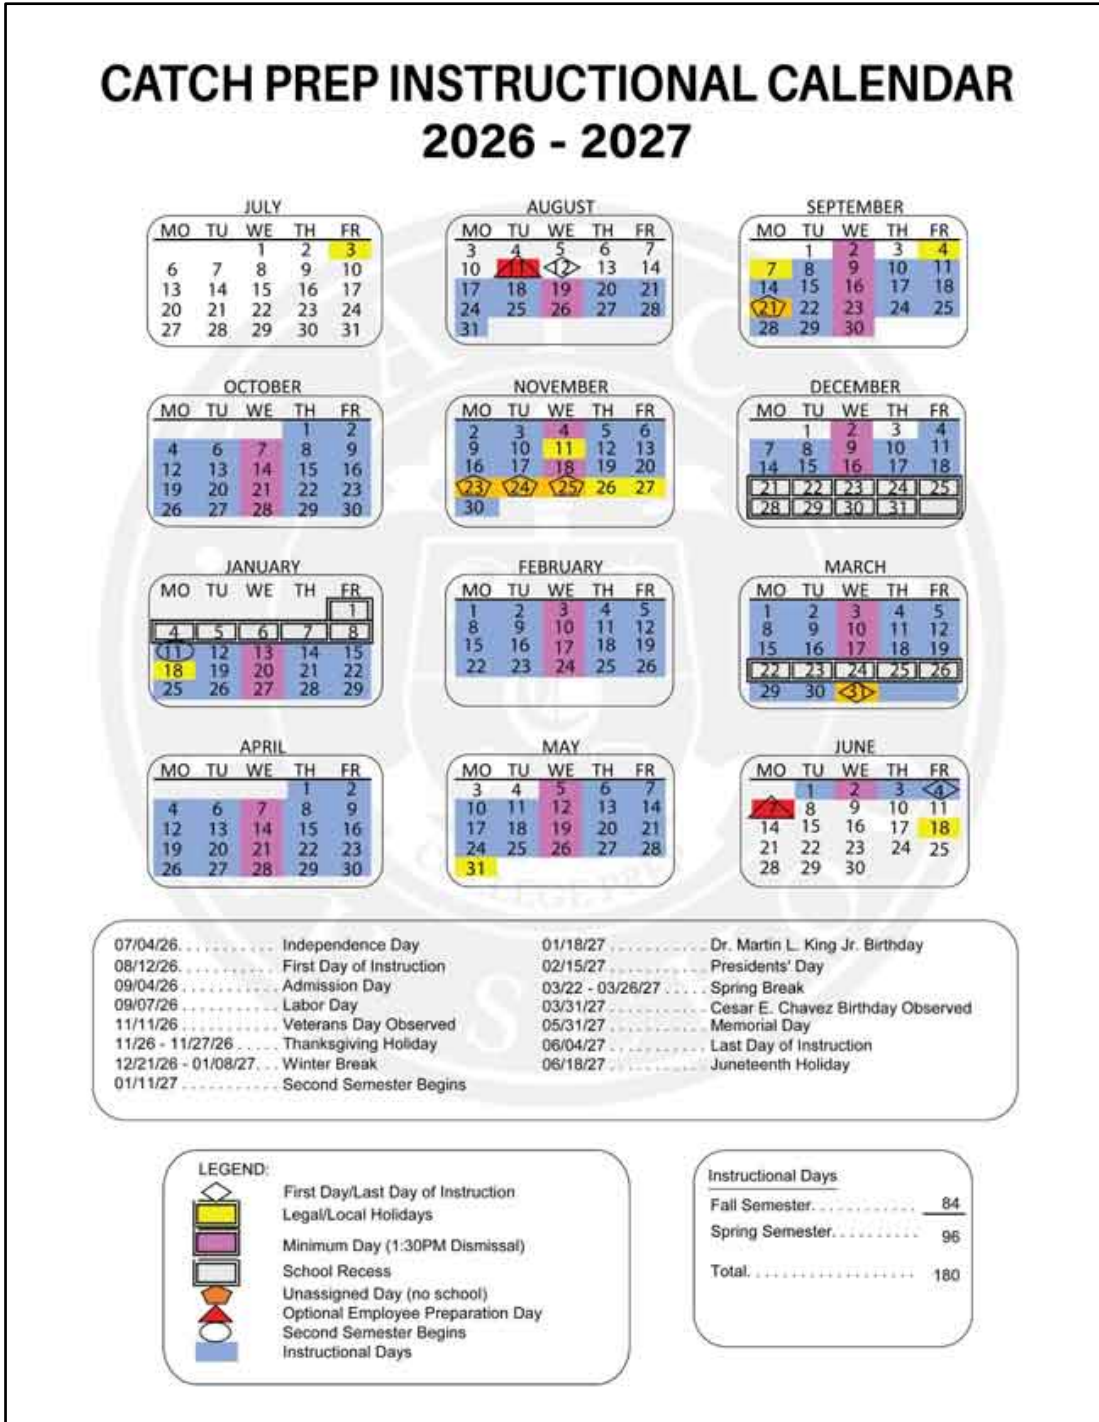 CATCH PREP INSTRUCTIONAL CALENDAR
2026 - 2027
JULY
MO TU WE TH FR
1 2 3
6 7 8 9 10
13 14 15 16 17
20 21 22 23 24
27 28 29 30 31
AUGUST
MO TU WE TH FR
3 4 5 6 7
10 11 12 13 14
17 18 19 20 21
24 25 26 27 28
31
SEPTEMBER
MO TU WE TH FR
1 2 3 4
7 8 9 10 11
14 15 16 17 18
21 22 23 24 25
28 29 30
OCTOBER
MO TU WE TH FR
1 2
4 6 7 8 9
12 13 14 15 16
19 20 21 22 23
26 27 28 29 30
NOVEMBER
MO TU WE TH FR
2 3 4 5 6
9 10 11 12 13
16 17 18 19 20
23 24 25 26 27
30
DECEMBER
MO TU WE TH FR
1 2 3 4
7 8 9 10 11
14 15 16 17 18
21 22 23 24 25
28 29 30 31
JANUARY
MO TU WE TH FR
1
4 5 6 7 8
11 12 13 14 15
18 19 20 21 22
25 26 27 28 29
FEBRUARY
MO TU WE TH FR
1 2 3 4 5
8 9 10 11 12
15 16 17 18 19
22 23 24 25 26
MARCH
MO TU WE TH FR
1 2 3 4 5
8 9 10 11 12
15 16 17 18 19
22 23 24 25 26
29 30 31
APRIL
MO TU WE TH FR
1 2
4 6 7 8 9
12 13 14 15 16
19 20 21 22 23
26 27 28 29 30
MAY
MO TU WE TH FR
3 4 5 6 7
10 11 12 13 14
17 18 19 20 21
24 25 26 27 28
31
JUNE
MO TU WE TH FR
1 2 3 4
7 8 9 10 11
14 15 16 17 18
21 22 23 24 25
28 29 30
07/04/26. . . . . . . . . . Independence Day
08/12/26. . . . . . . . . . First Day of Instruction
09/04/26 . . . . . . . . . . Admission Day
09/07/26 . . . . . . . . . . Labor Day
11/11/26 . . . . . . . . . . Veterans Day Observed
11/26 - 11/27/26 . . . . . Thanksgiving Holiday
12/21/26 - 01/08/27. . . Winter Break
01/11/27 . . . . . . . . . . Second Semester Begins
01/18/27 . . . . . . . . . . Dr. Martin L. King Jr. Birthday
02/15/27 . . . . . . . . . . Presidents' Day
03/22 - 03/26/27 . . . . . Spring Break
03/31/27 . . . . . . . . . . Cesar E. Chavez Birthday Observed
05/31/27 . . . . . . . . . . Memorial Day
06/04/27 . . . . . . . . . . Last Day of Instruction
06/18/27 . . . . . . . . . . Juneteenth Holiday
LEGEND:
First Day/Last Day of Instruction
Legal/Local Holidays
Minimum Day (1:30PM Dismissal)
School Recess
Unassigned Day (no school)
Optional Employee Preparation Day
Second Semester Begins
Instructional Days
Instructional Days
Fall Semester. . . . . . . . . . . . 84
Spring Semester. . . . . . . . . . 96
Total. . . . . . . . . . . . . . . . . . . 180